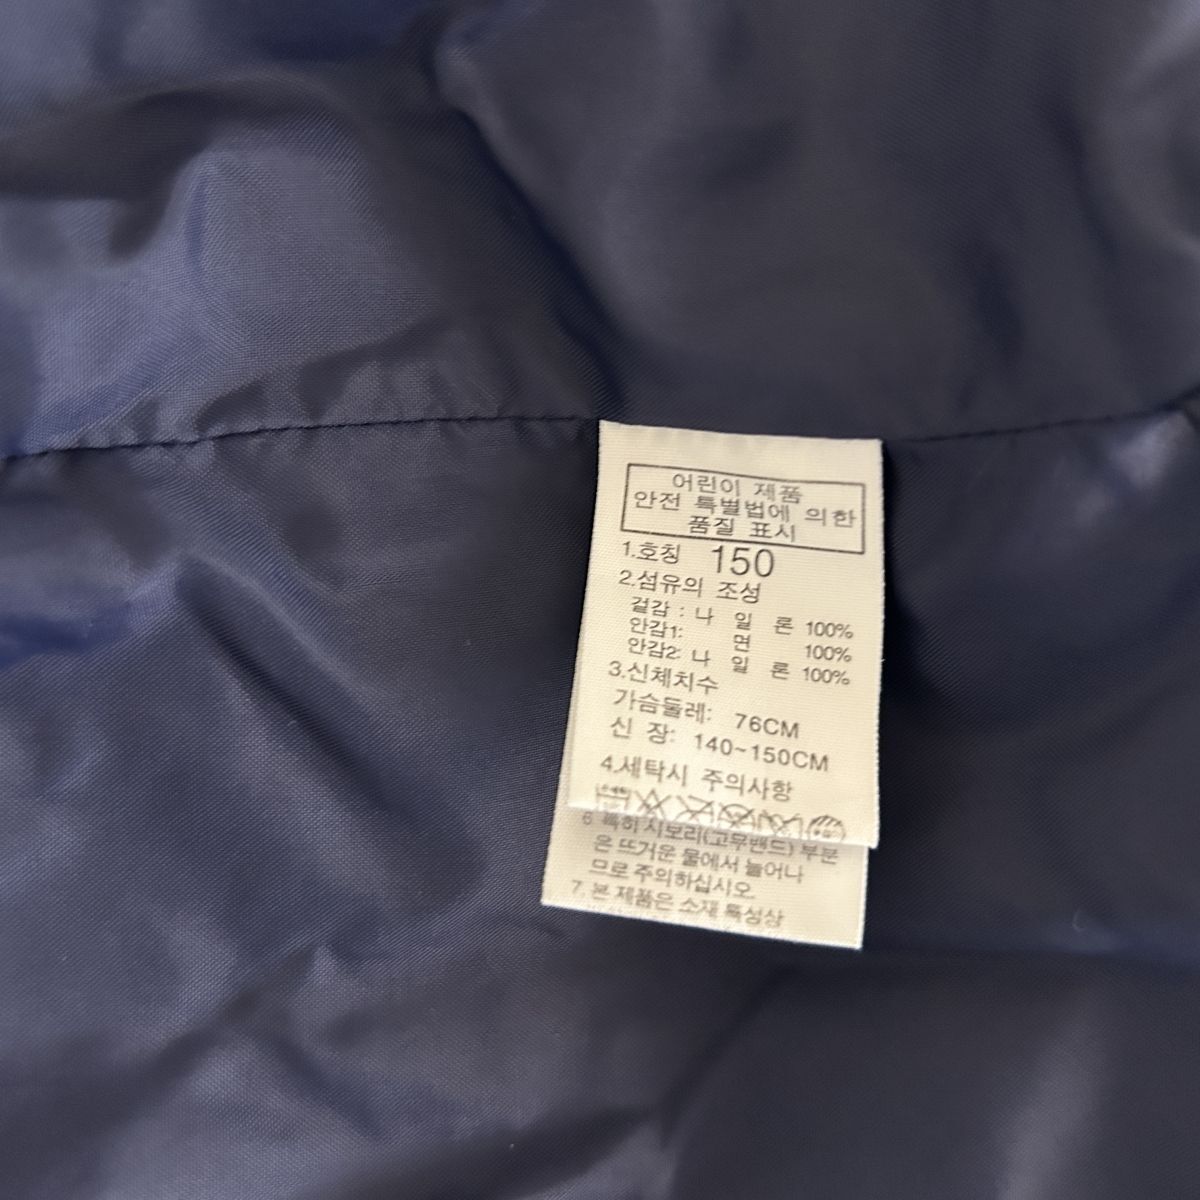 어린이 제품
안전 특별법에 의한
품질 표시
1.호칭 150
2.섬유의 조성
겉감 : 나 일 론 100%
안감1: 면 100%
안감2: 나 일 론 100%
3.신체치수
가슴둘레: 76CM
신 장: 140~150CM
4.세탁시 주의사항
6 특히 시보리(고무밴드) 부분
은 뜨거운 물에서 늘어나
므로 주의하십시오
7. 본 제품은 소재 특성상